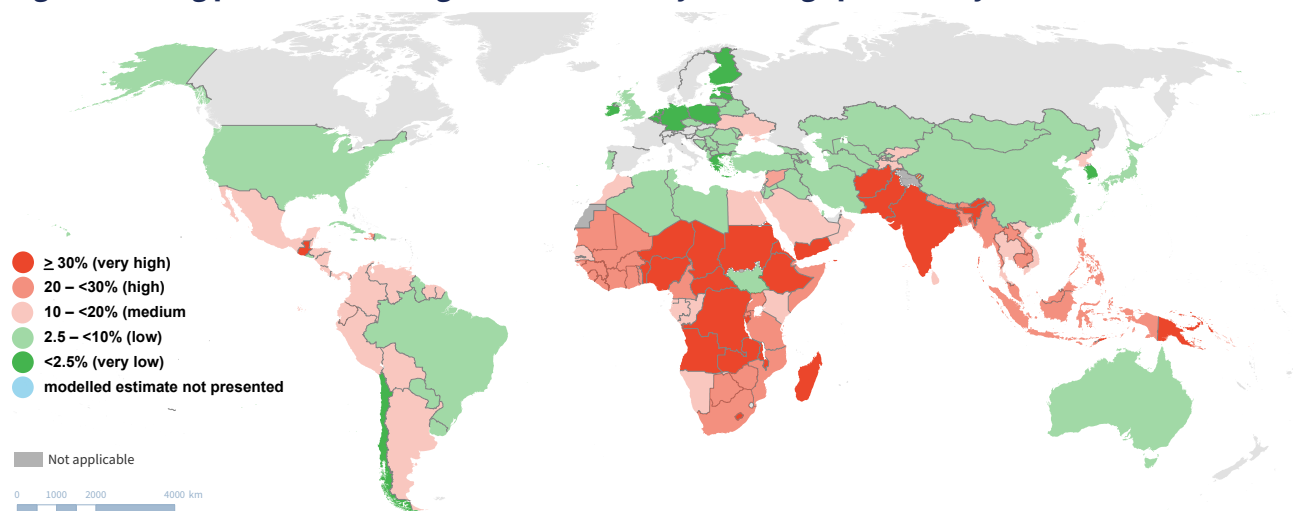 ≥ 30% (very high)
20 – <30% (high)
10 – <20% (medium
2.5 – <10% (low)
<2.5% (very low)
modelled estimate not presented
Not applicable
0 1000 2000 4000 km